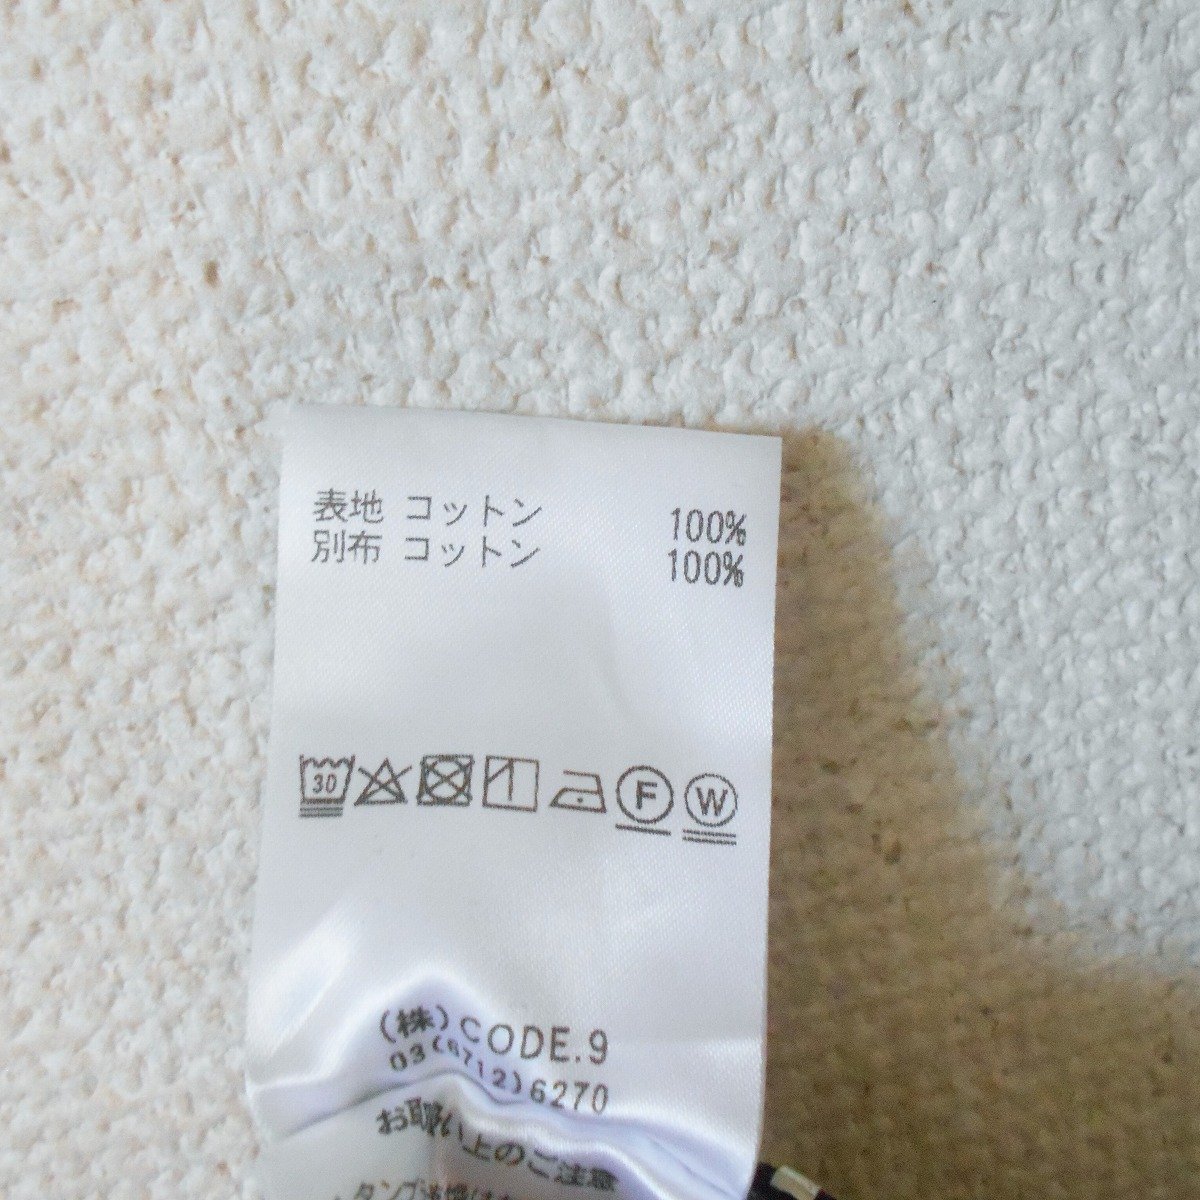 表地 コットン 100%
別布 コットン 100%
30 F W
(株)CODE.9
03(6712)6270
お取扱い上のご注意